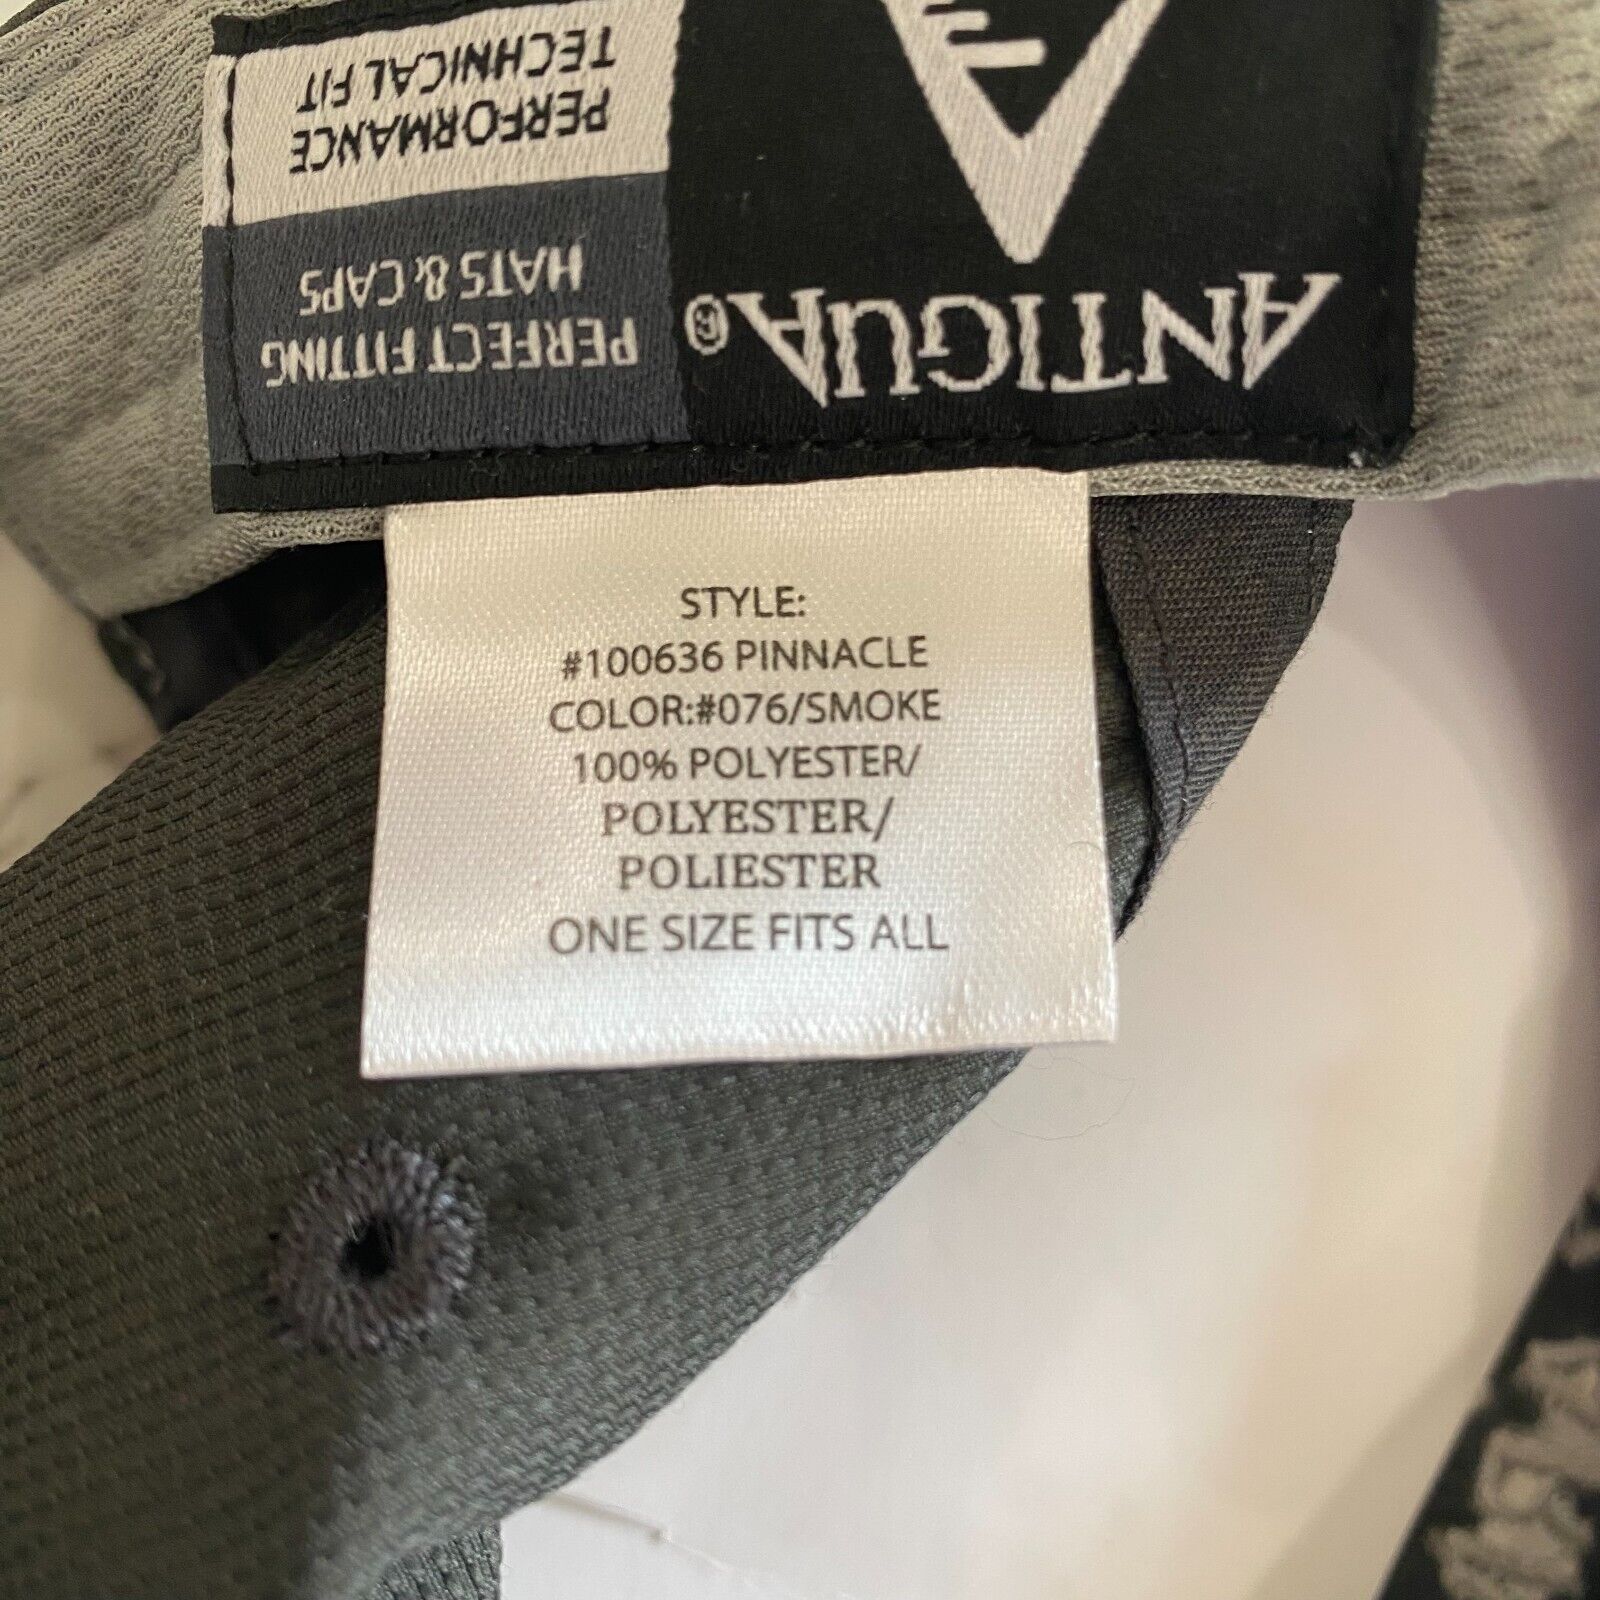 STYLE:
#100636 PINNACLE
COLOR:#076/SMOKE
100% POLYESTER/
POLYESTER/
POLIESTER
ONE SIZE FITS ALL
ANTIGUA®
PERFECT FITTING
HATS & CAPS
PERFORMANCE
TECHNICAL FIT